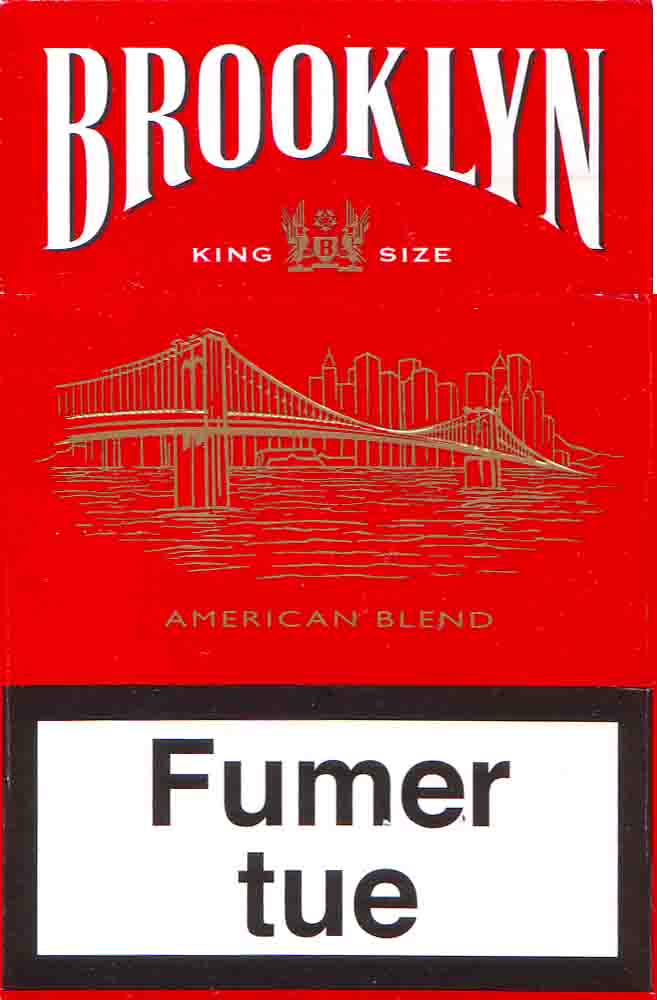 BROOKLYN
KING B SIZE
AMERICAN BLEND
Fumer
tue